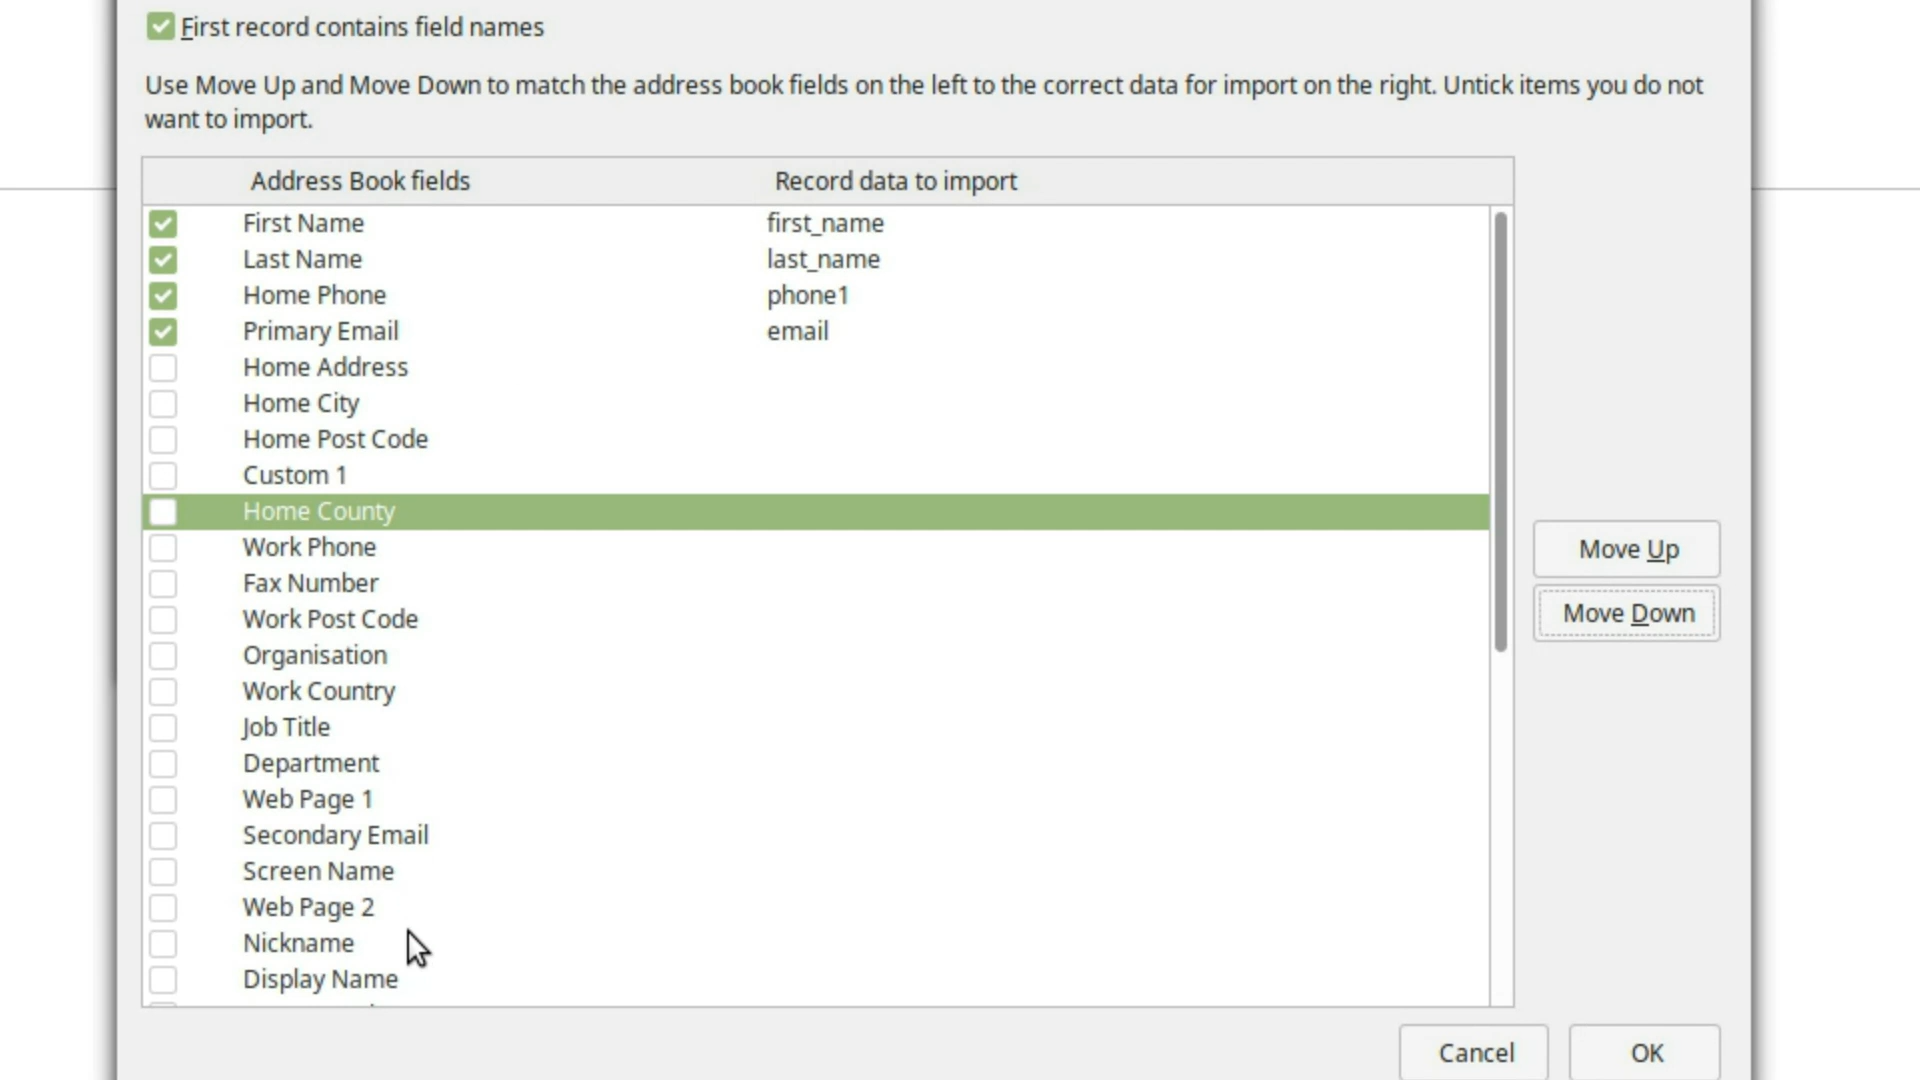 First record contains field names
Use Move Up and Move Down to match the address book fields on the left to the correct data for import on the right. Untick items you do not
want to import.
Address Book fields Record data to import
First Name first_name
Last Name last_name
Home Phone phone1
Primary Email email
Home Address
Home City
Home Post Code
Custom 1
Home County
Work Phone
Fax Number
Work Post Code
Organisation
Work Country
Job Title
Department
Web Page 1
Secondary Email
Screen Name
Web Page 2
Nickname
Display Name
Move Up
Move Down
Cancel OK